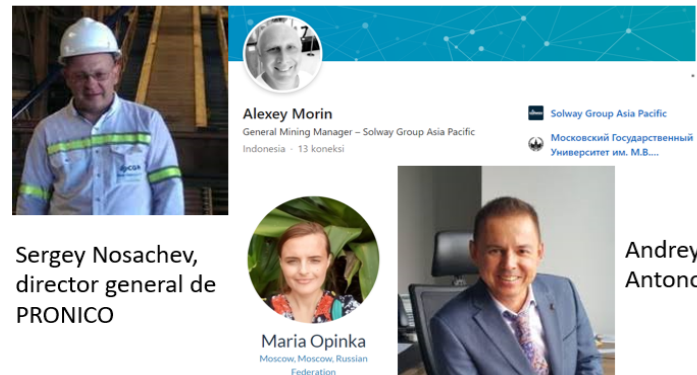 Alexey Morin
General Mining Manager – Solway Group Asia Pacific
Indonesia · 13 koneksi
Solway Group Asia Pacific
Московский Государственный
Университет им. М.В....
Sergey Nosachev,
director general de
PRONICO
Maria Opinka
Moscow, Moscow, Russian
Federation
Andrey